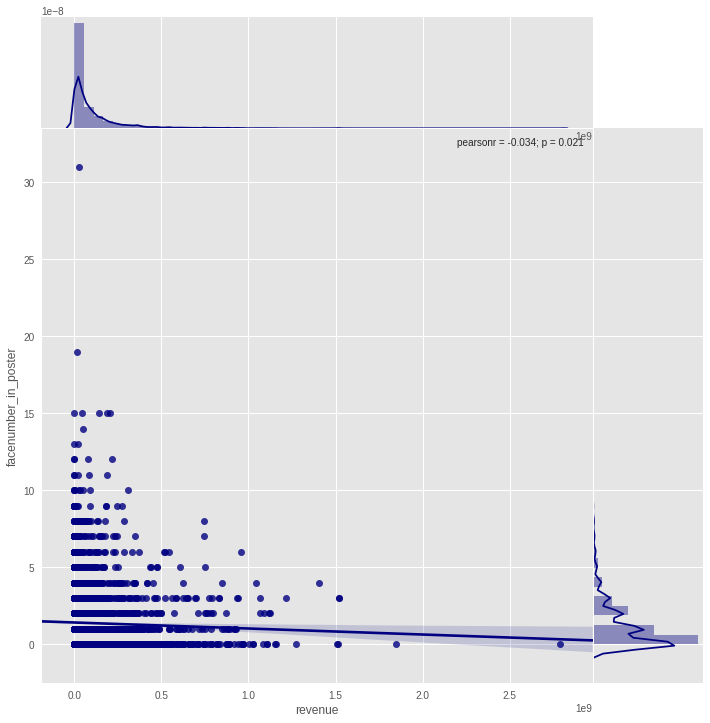 1e−8
1e9
pearsonr = -0.034; p = 0.021
30
25
20
15
10
5
0
facenumber_in_poster
0.0 0.5 1.0 1.5 2.0 2.5
revenue
1e9